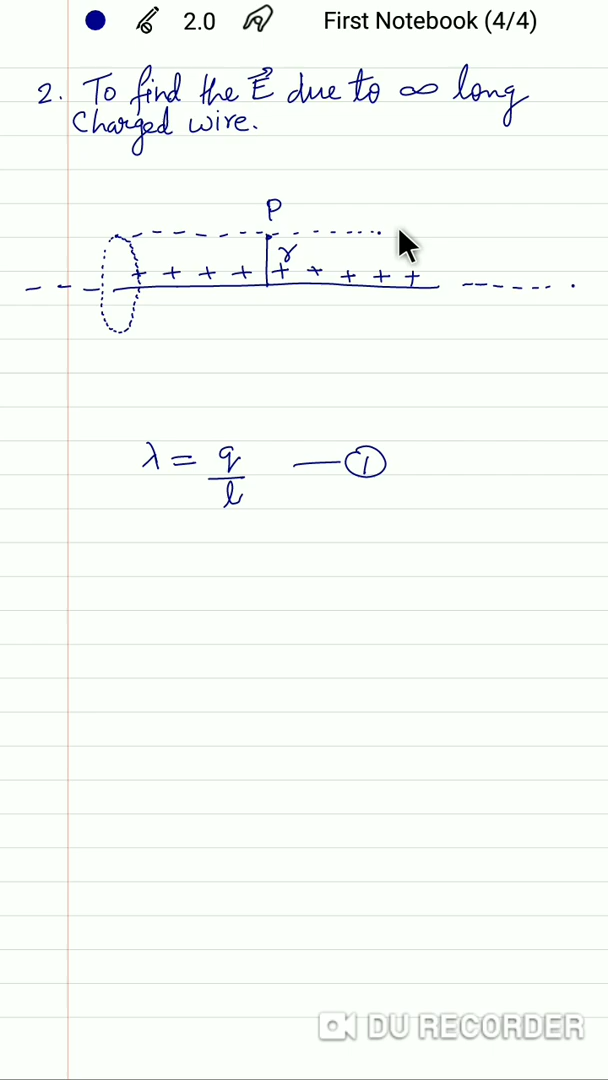 2.0 First Notebook (4/4)
2. To find the E⃗ due to ∞ long
Charged wire.
P
r
+ + + + + + + + +
λ = q/l —①
DU RECORDER